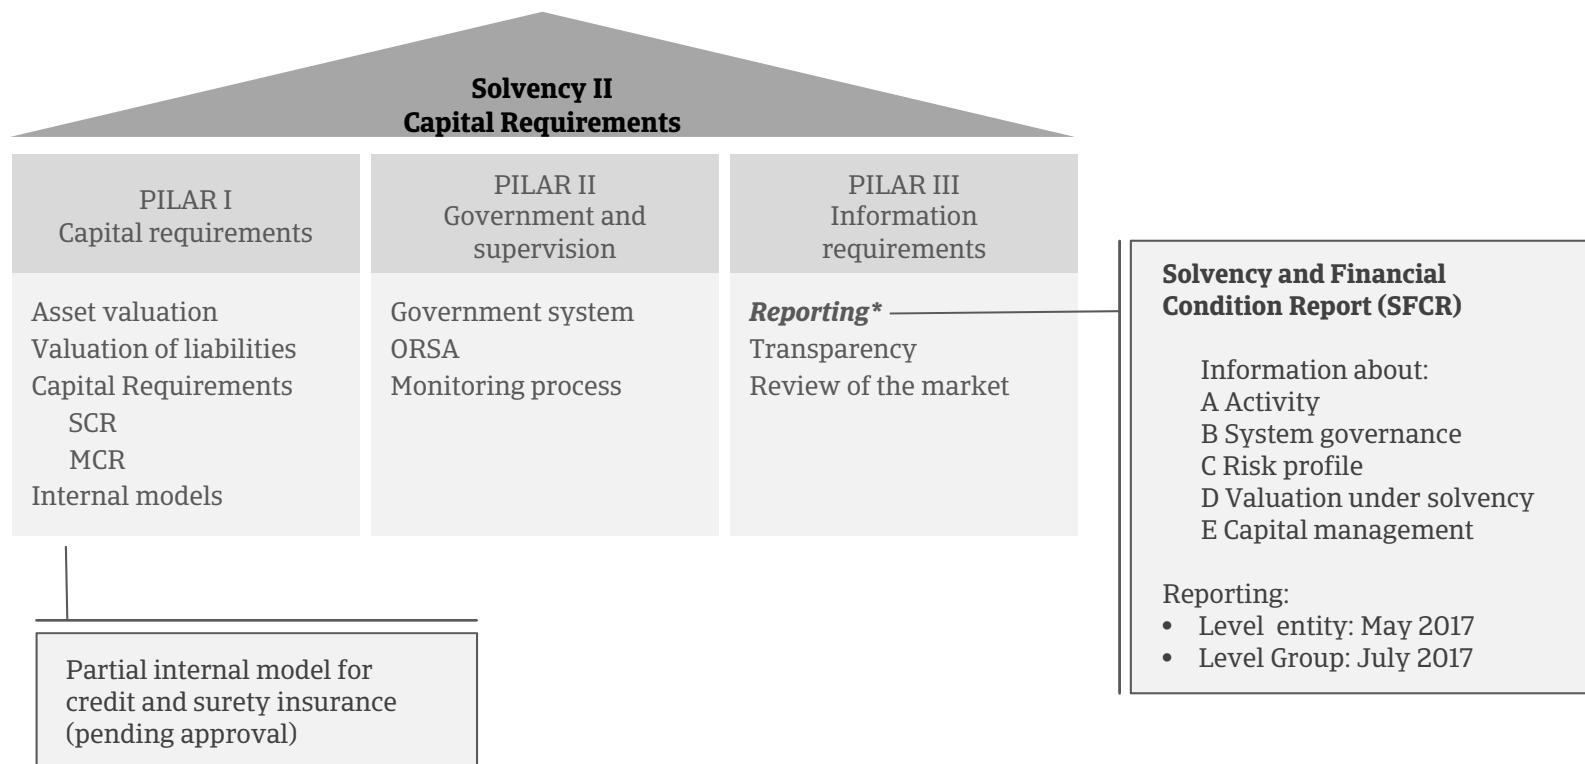 Solvency II
Capital Requirements
PILAR I
Capital requirements
PILAR II
Government and
supervision
PILAR III
Information
requirements
Asset valuation
Valuation of liabilities
Capital Requirements
SCR
MCR
Internal models
Government system
ORSA
Monitoring process
Reporting*
Transparency
Review of the market
Solvency and Financial
Condition Report (SFCR)
Information about:
A Activity
B System governance
C Risk profile
D Valuation under solvency
E Capital management
Reporting:
• Level entity: May 2017
• Level Group: July 2017
Partial internal model for
credit and surety insurance
(pending approval)